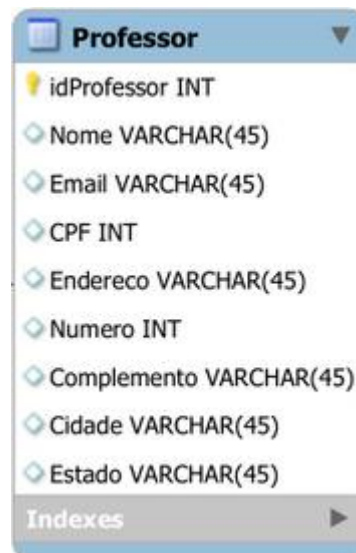 Professor
idProfessor INT
Nome VARCHAR(45)
Email VARCHAR(45)
CPF INT
Endereco VARCHAR(45)
Numero INT
Complemento VARCHAR(45)
Cidade VARCHAR(45)
Estado VARCHAR(45)
Indexes